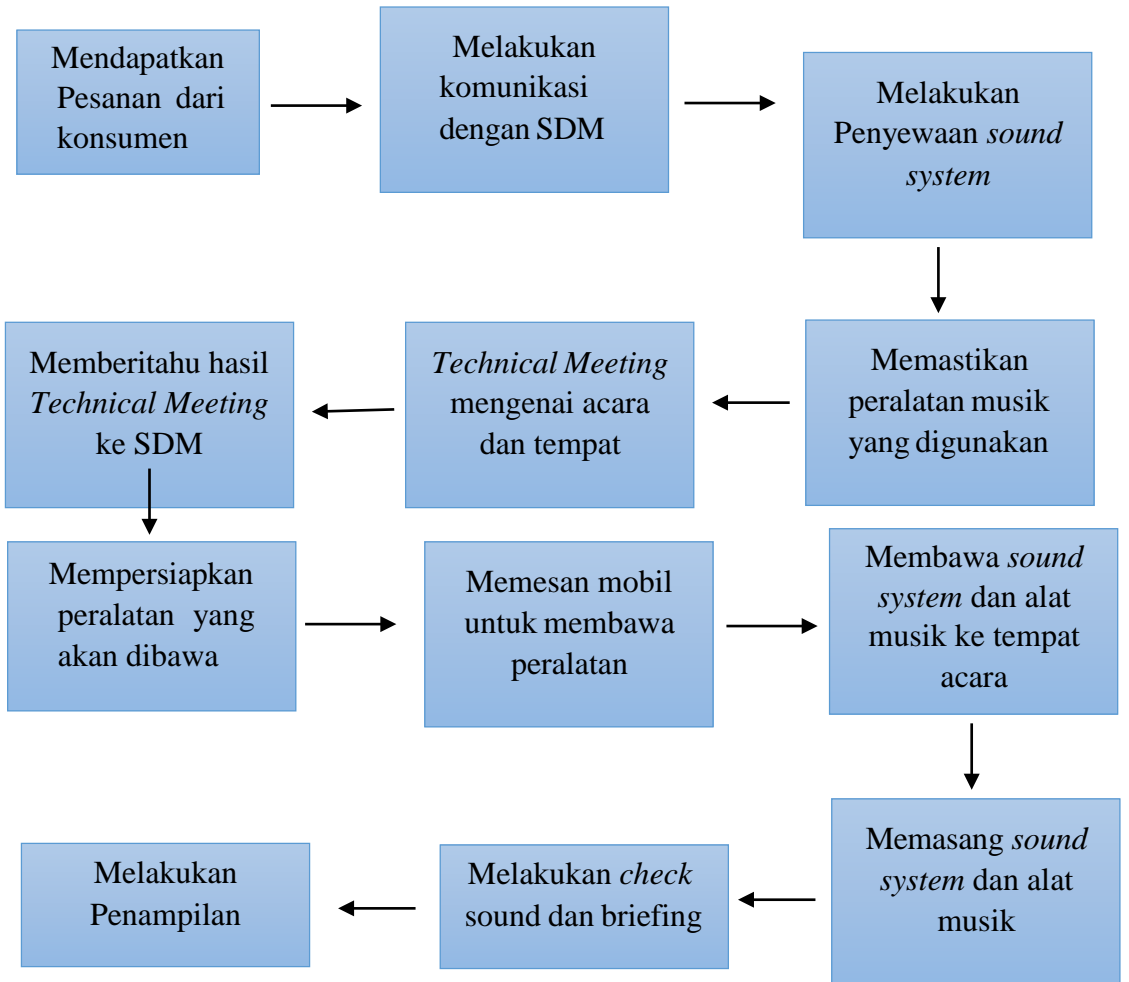 Mendapatkan
Pesanan dari
konsumen
Melakukan
komunikasi
dengan SDM
Melakukan
Penyewaan sound
system
Memastikan
peralatan musik
yang digunakan
Technical Meeting
mengenai acara
dan tempat
Memberitahu hasil
Technical Meeting
ke SDM
Mempersiapkan
peralatan yang
akan dibawa
Memesan mobil
untuk membawa
peralatan
Membawa sound
system dan alat
musik ke tempat
acara
Memasang sound
system dan alat
musik
Melakukan check
sound dan briefing
Melakukan
Penampilan